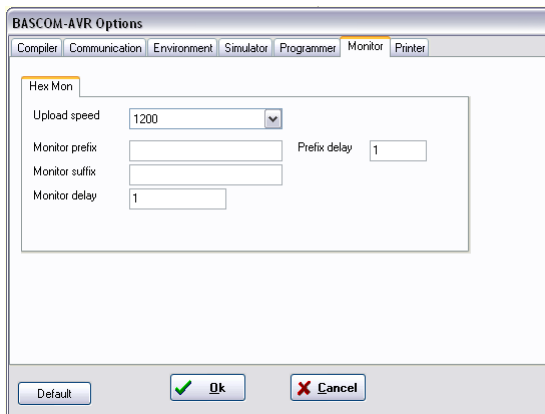 BASCOM-AVR Options
Compiler Communication Environment Simulator Programmer Monitor Printer
Hex Mon
Upload speed 1200
Monitor prefix Prefix delay 1
Monitor suffix
Monitor delay 1
Default Ok Cancel